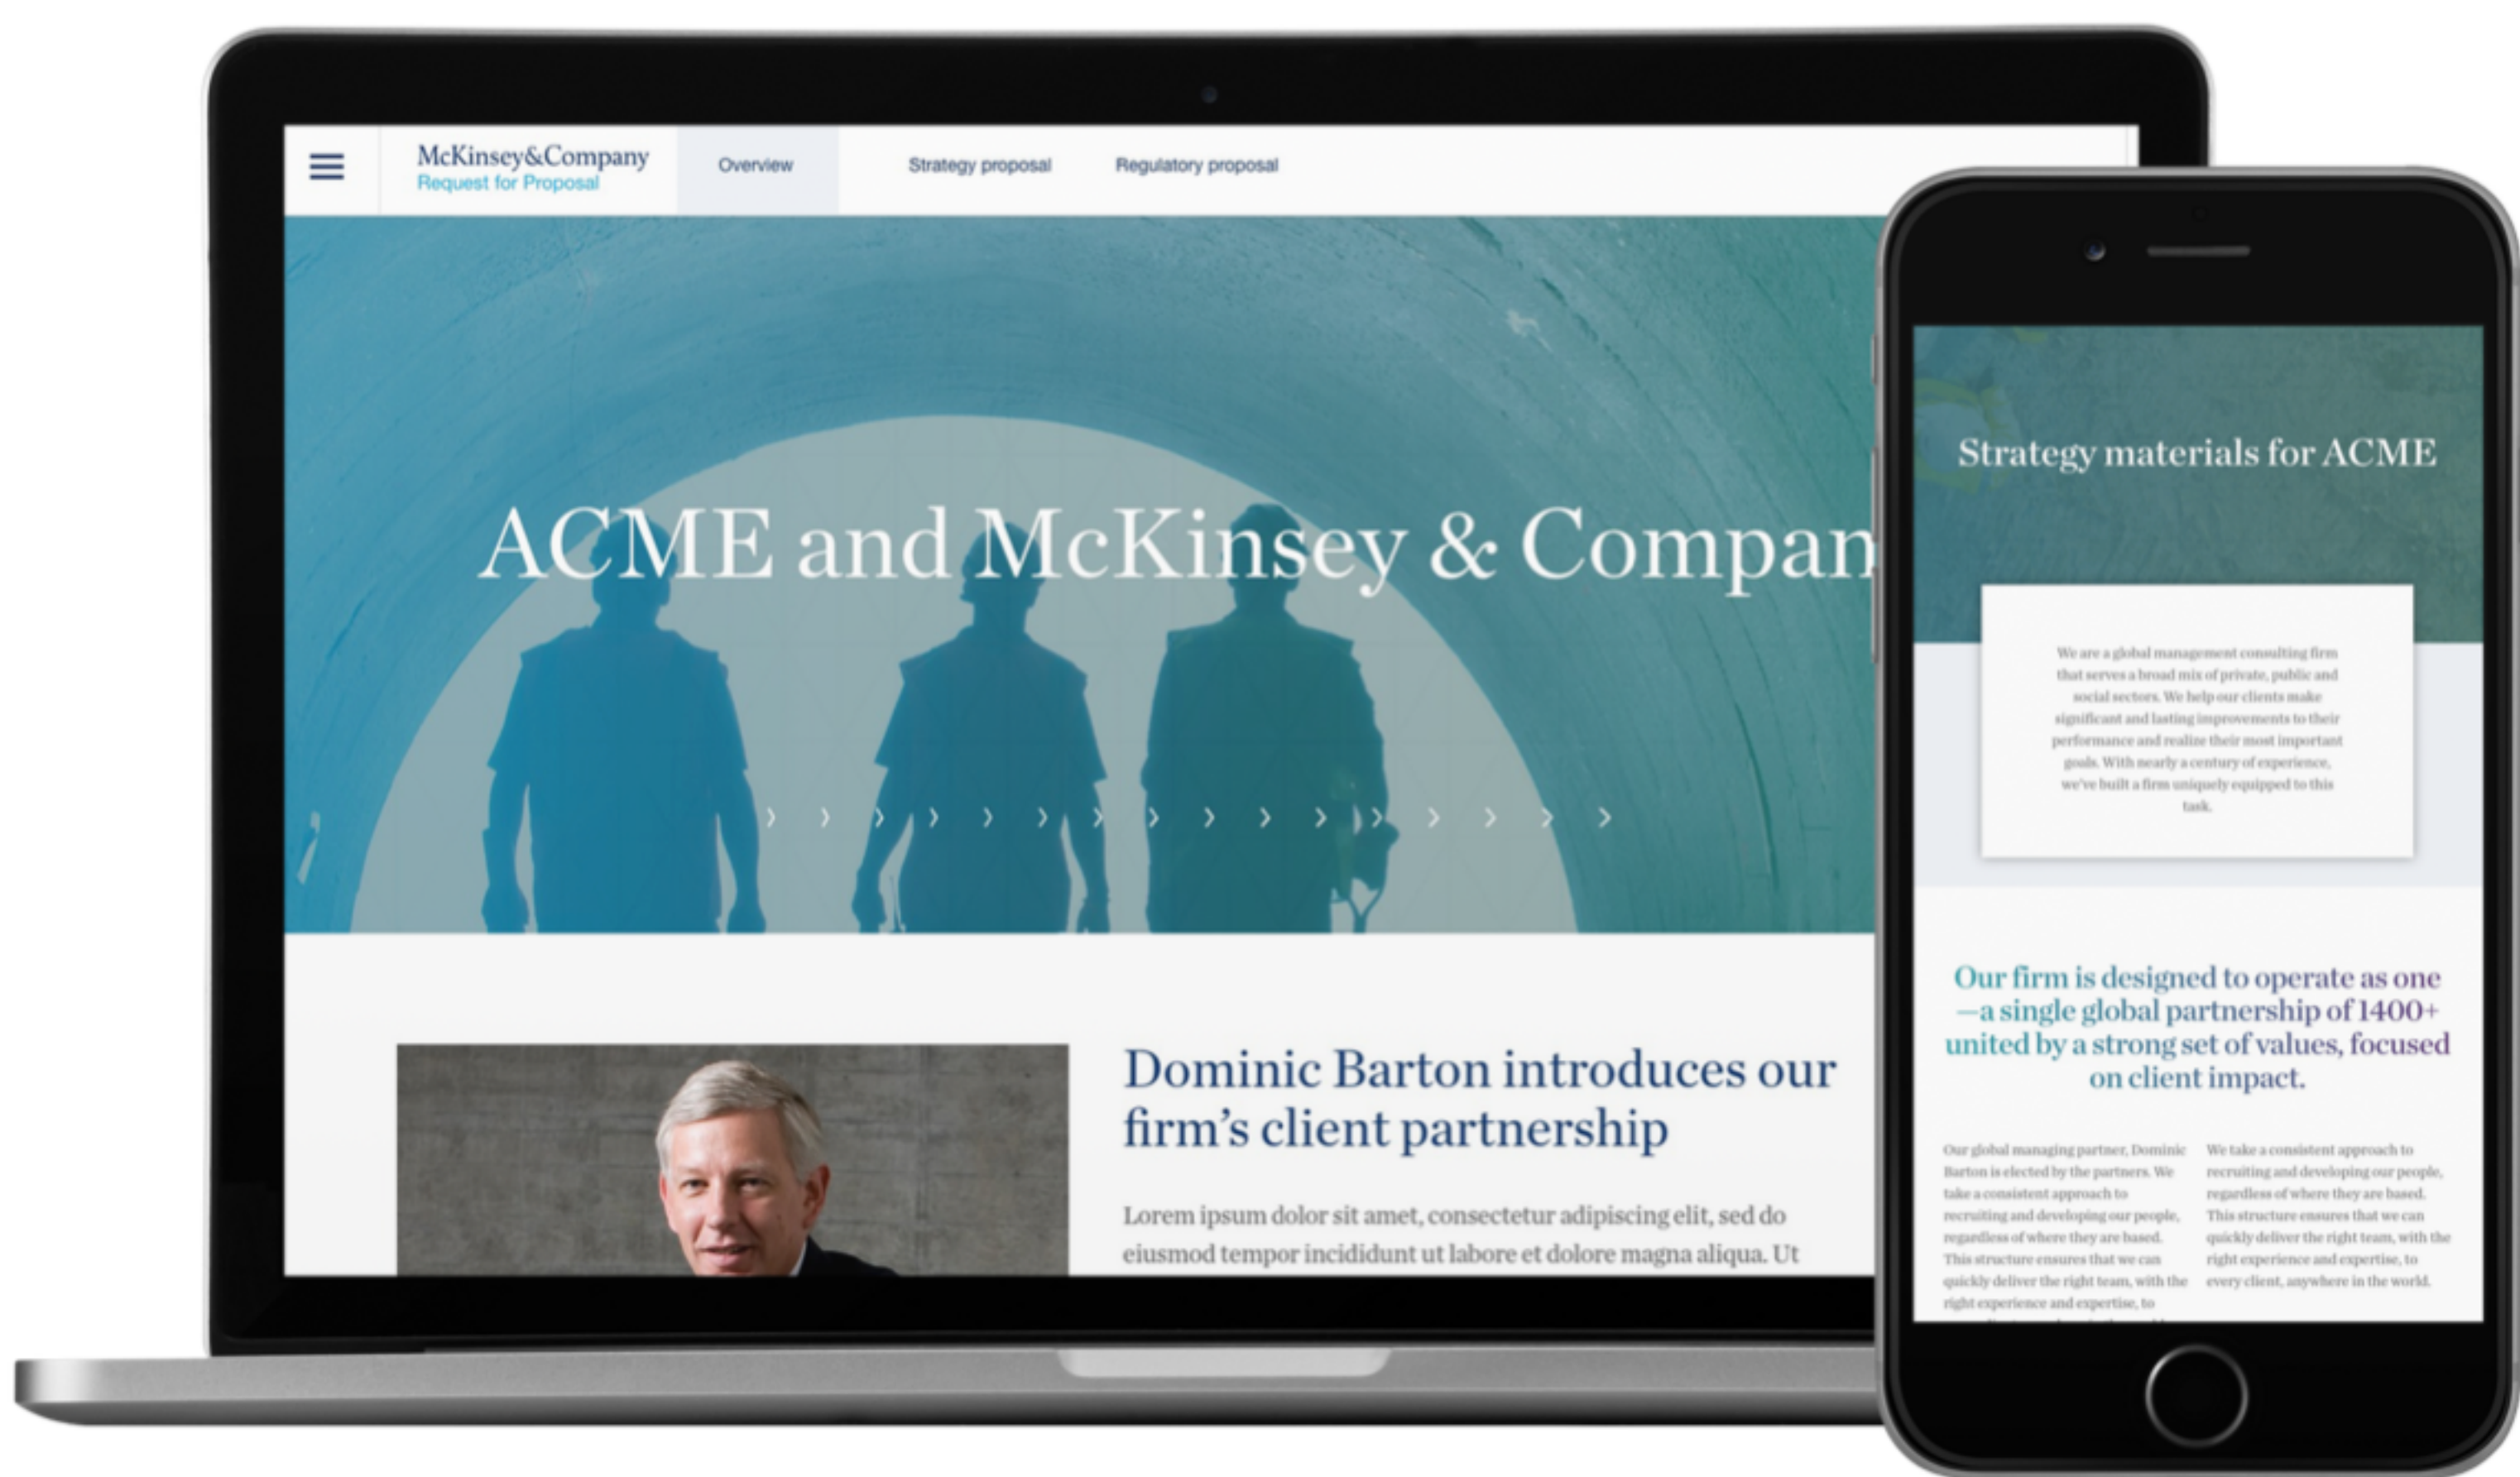 McKinsey&Company
Request for Proposal
Overview
Strategy proposal
Regulatory proposal
ACME and McKinsey & Compan
Dominic Barton introduces our
firm's client partnership
Lorem ipsum dolor sit amet, consectetur adipiscing elit, sed do
eiusmod tempor incididunt ut labore et dolore magna aliqua. Ut
Strategy materials for ACME
We are a global management consulting firm
that serves a broad mix of private, public and
social sectors. We help our clients make
significant and lasting improvements to their
performance and realize their most important
goals. With nearly a century of experience,
we've built a firm uniquely equipped to this
task.
Our firm is designed to operate as one
—a single global partnership of 1400+
united by a strong set of values, focused
on client impact.
Our global managing partner, Dominic
Barton is elected by the partners. We
take a consistent approach to
recruiting and developing our people,
regardless of where they are based.
This structure ensures that we can
quickly deliver the right team, with the
right experience and expertise, to
We take a consistent approach to
recruiting and developing our people,
regardless of where they are based.
This structure ensures that we can
quickly deliver the right team, with the
right experience and expertise, to
every client, anywhere in the world.